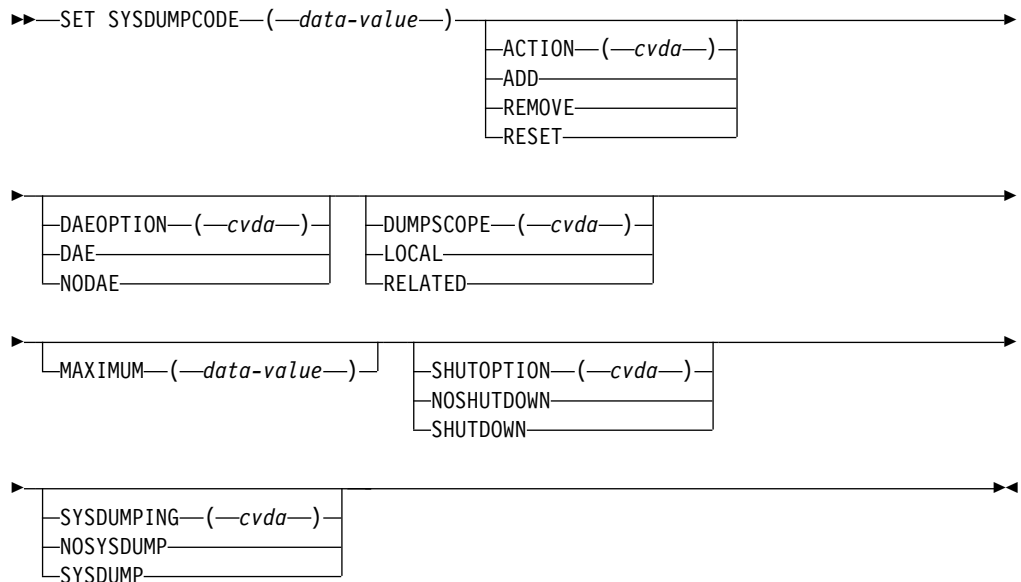 SET SYSDUMPCODE ( data-value )
ACTION ( cvda )
ADD
REMOVE
RESET
DAEOPTION ( cvda )
DAE
NODAE
DUMPSCOPE ( cvda )
LOCAL
RELATED
MAXIMUM ( data-value )
SHUTOPTION ( cvda )
NOSHUTDOWN
SHUTDOWN
SYSDUMPING ( cvda )
NOSYSDUMP
SYSDUMP